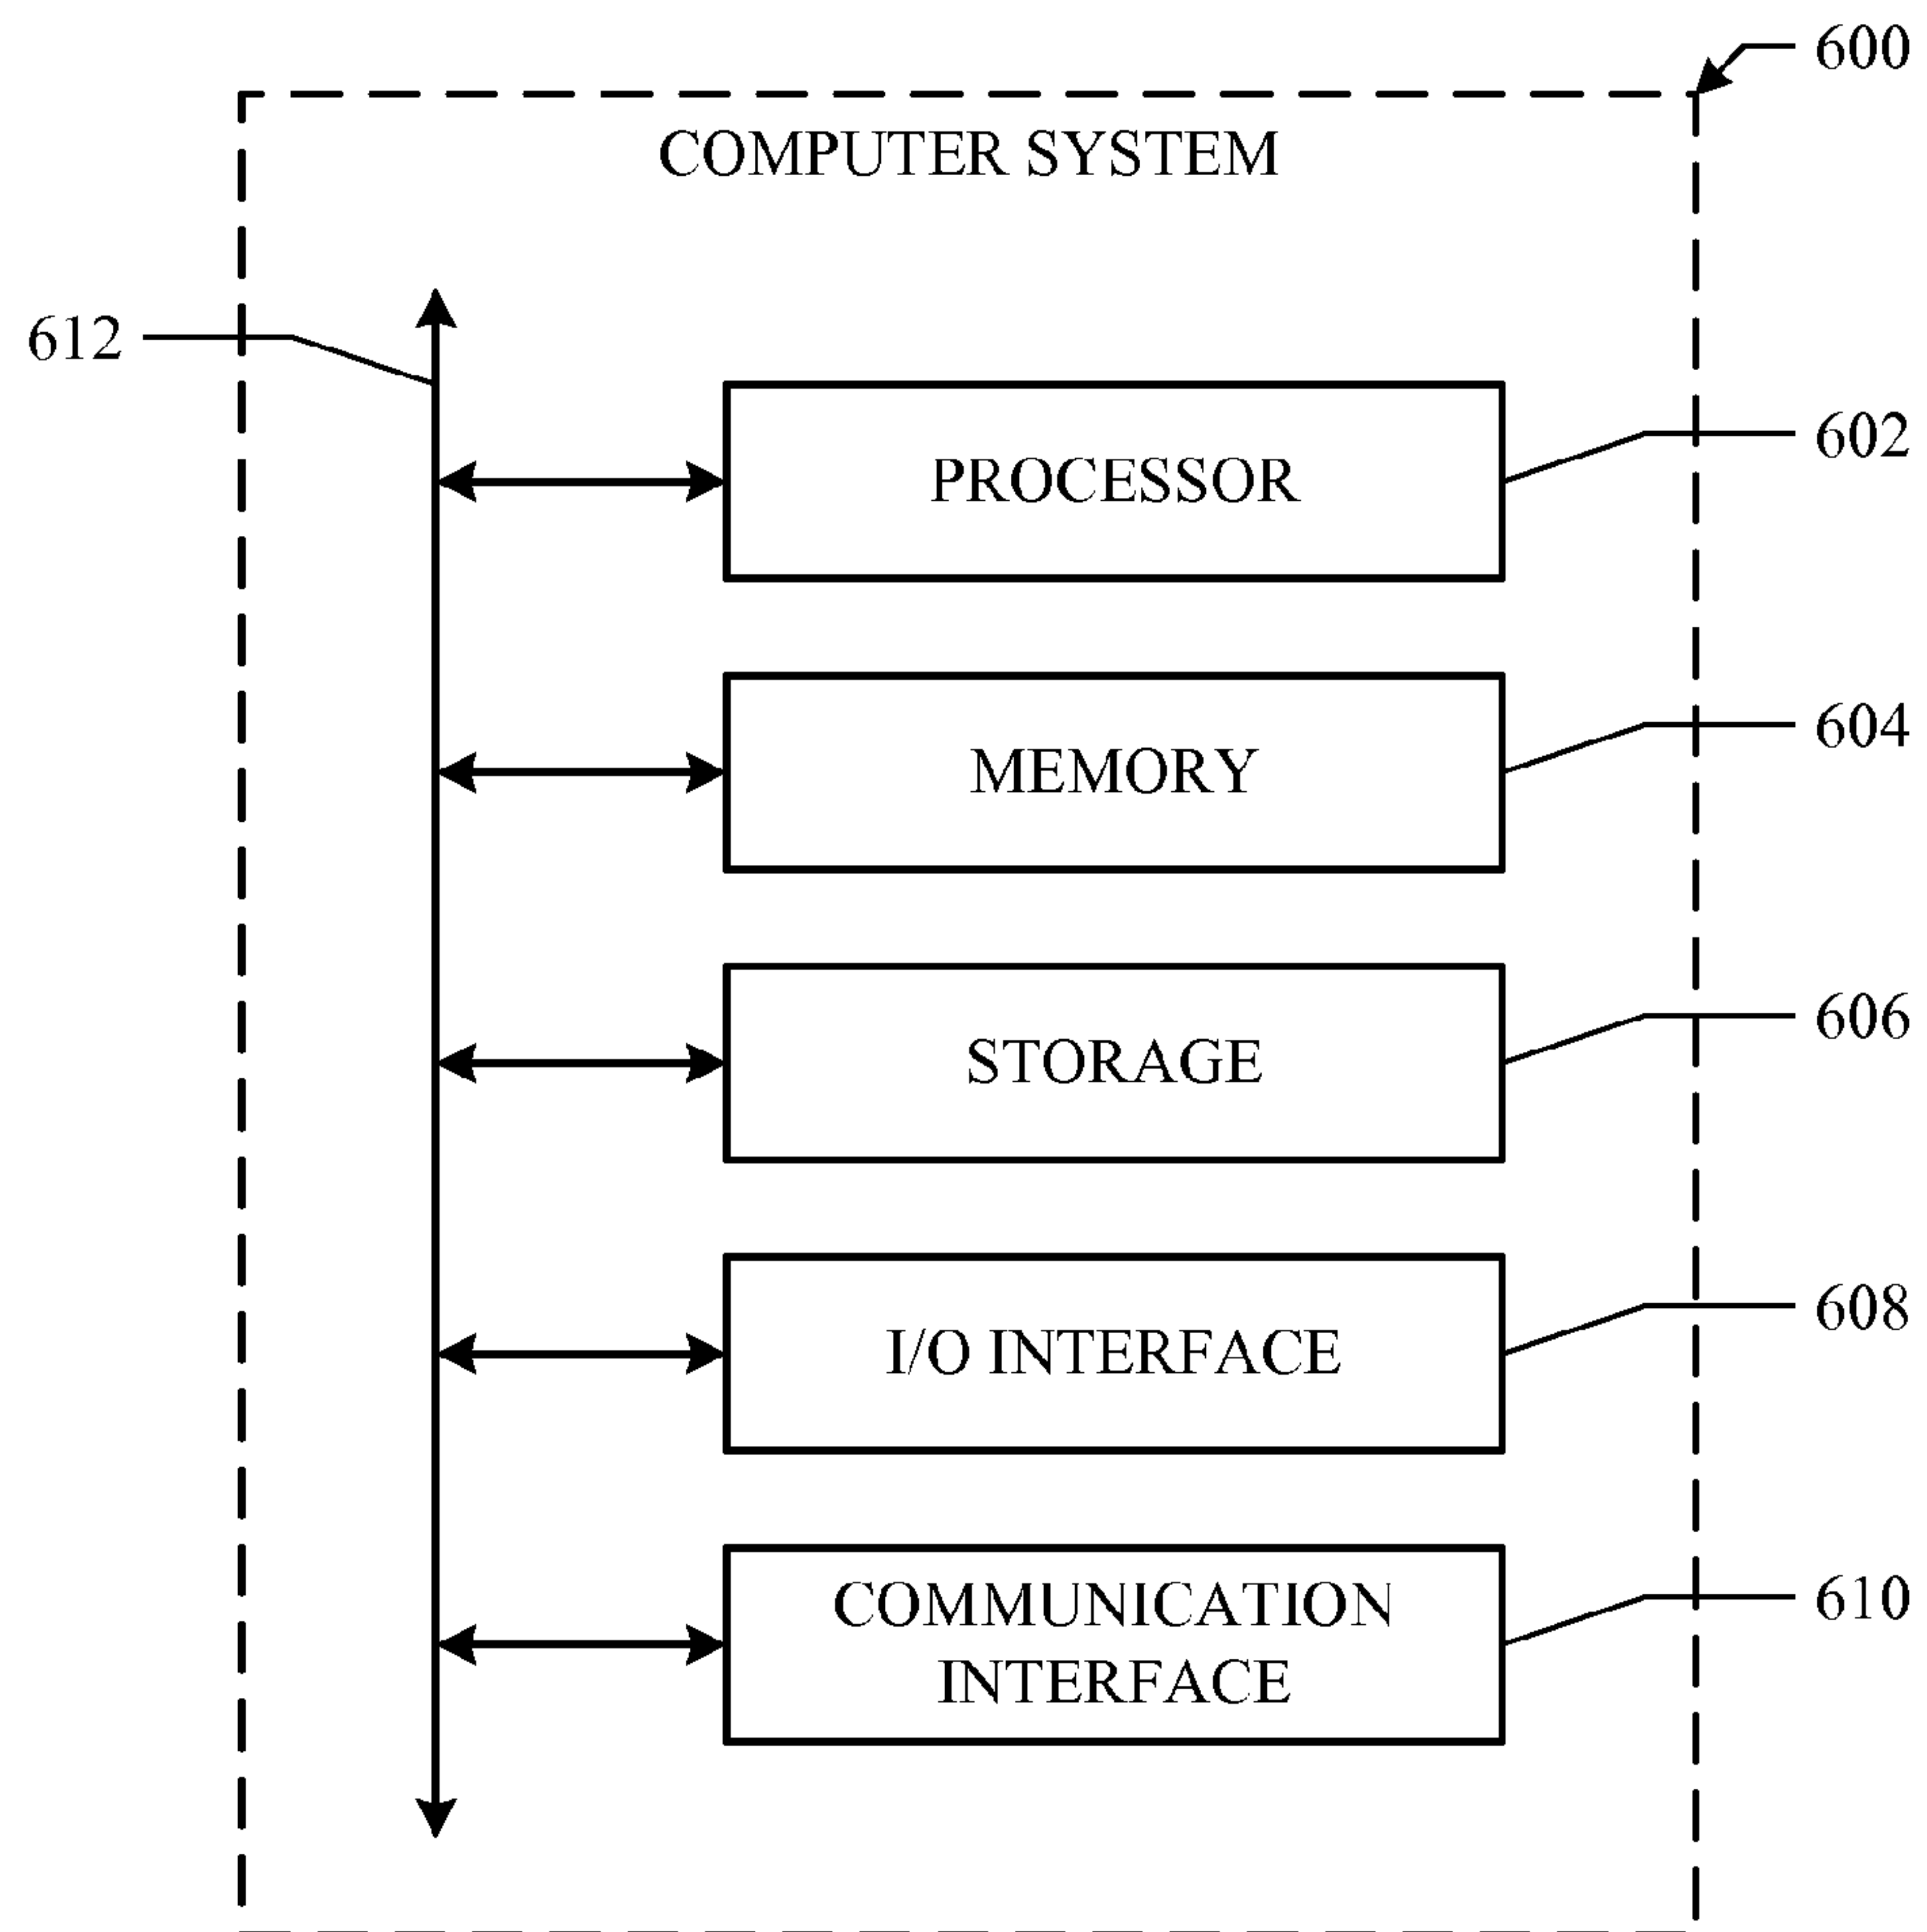 600
COMPUTER SYSTEM
612
PROCESSOR
602
MEMORY
604
STORAGE
606
I/O INTERFACE
608
COMMUNICATION
INTERFACE
610